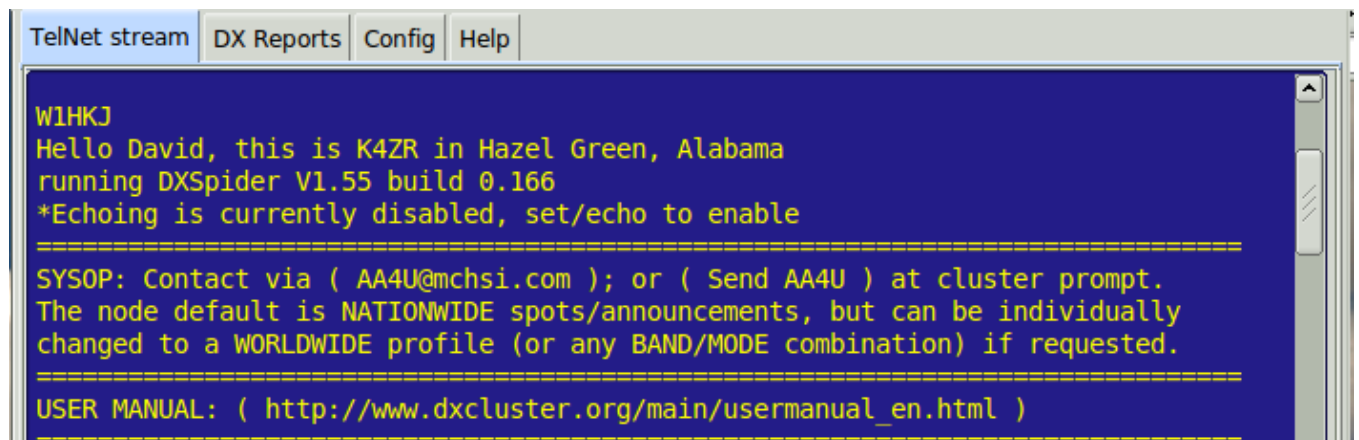 TelNet stream DX Reports Config Help
W1HKJ
Hello David, this is K4ZR in Hazel Green, Alabama
running DXSpider V1.55 build 0.166
*Echoing is currently disabled, set/echo to enable
===============================================================================
SYSOP: Contact via ( AA4U@mchsi.com ); or ( Send AA4U ) at cluster prompt.
The node default is NATIONWIDE spots/announcements, but can be individually
changed to a WORLDWIDE profile (or any BAND/MODE combination) if requested.
===============================================================================
USER MANUAL: ( http://www.dxcluster.org/main/usermanual_en.html )
===============================================================================